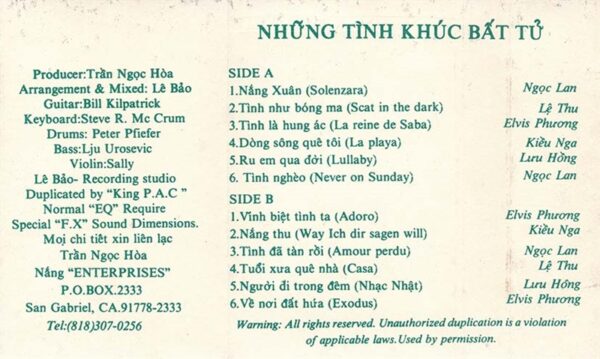 NHỮNG TÌNH KHÚC BẤT TỬ
Producer:Trần Ngọc Hòa
Arrangement & Mixed: Lê Bảo
Guitar:Bill Kilpatrick
Keyboard:Steve R. Mc Crum
Drums: Peter Pfiefer
Bass:Lju Urosevic
Violin:Sally
Lê Bảo- Recording studio
Duplicated by "King P.A.C "
Normal "EQ" Require
Special "F.X" Sound Dimensions.
Mọi chi tiết xin liên lạc
Trần Ngọc Hòa
Nắng "ENTERPRISES"
P.O.BOX.2333
San Gabriel, CA.91778-2333
Tel:(818)307-0256
SIDE A
1.Nắng Xuân (Solenzara) Ngọc Lan
2.Tình như bóng ma (Scat in the dark) Lệ Thu
3.Tình là hung ác (La reine de Saba) Elvis Phương
4.Dòng sông quê tôi (La playa) Kiều Nga
5.Ru em qua đời (Lullaby) Lưu Hồng
6. Tình nghèo (Never on Sunday) Ngọc Lan
SIDE B
1.Vĩnh biệt tình ta (Adoro) Elvis Phương
2.Nắng thu (Way Ich dir sagen will) Kiều Nga
3.Tình đã tàn rồi (Amour perdu) Ngọc Lan
4.Tuổi xưa quê nhà (Casa) Lệ Thu
5.Người đi trong đêm (Nhạc Nhật) Lưu Hồng
6.Về nơi đất hứa (Exodus) Elvis Phương
Warning: All rights reserved. Unauthorized duplication is a violation
of applicable laws.Used by permission.